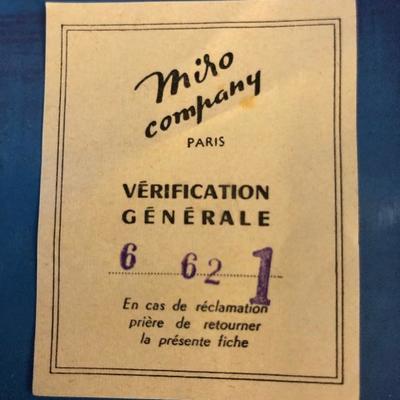 Miro
company
PARIS
VÉRIFICATION
GÉNÉRALE
6 62 1
En cas de réclamation
prière de retourner
la présente fiche